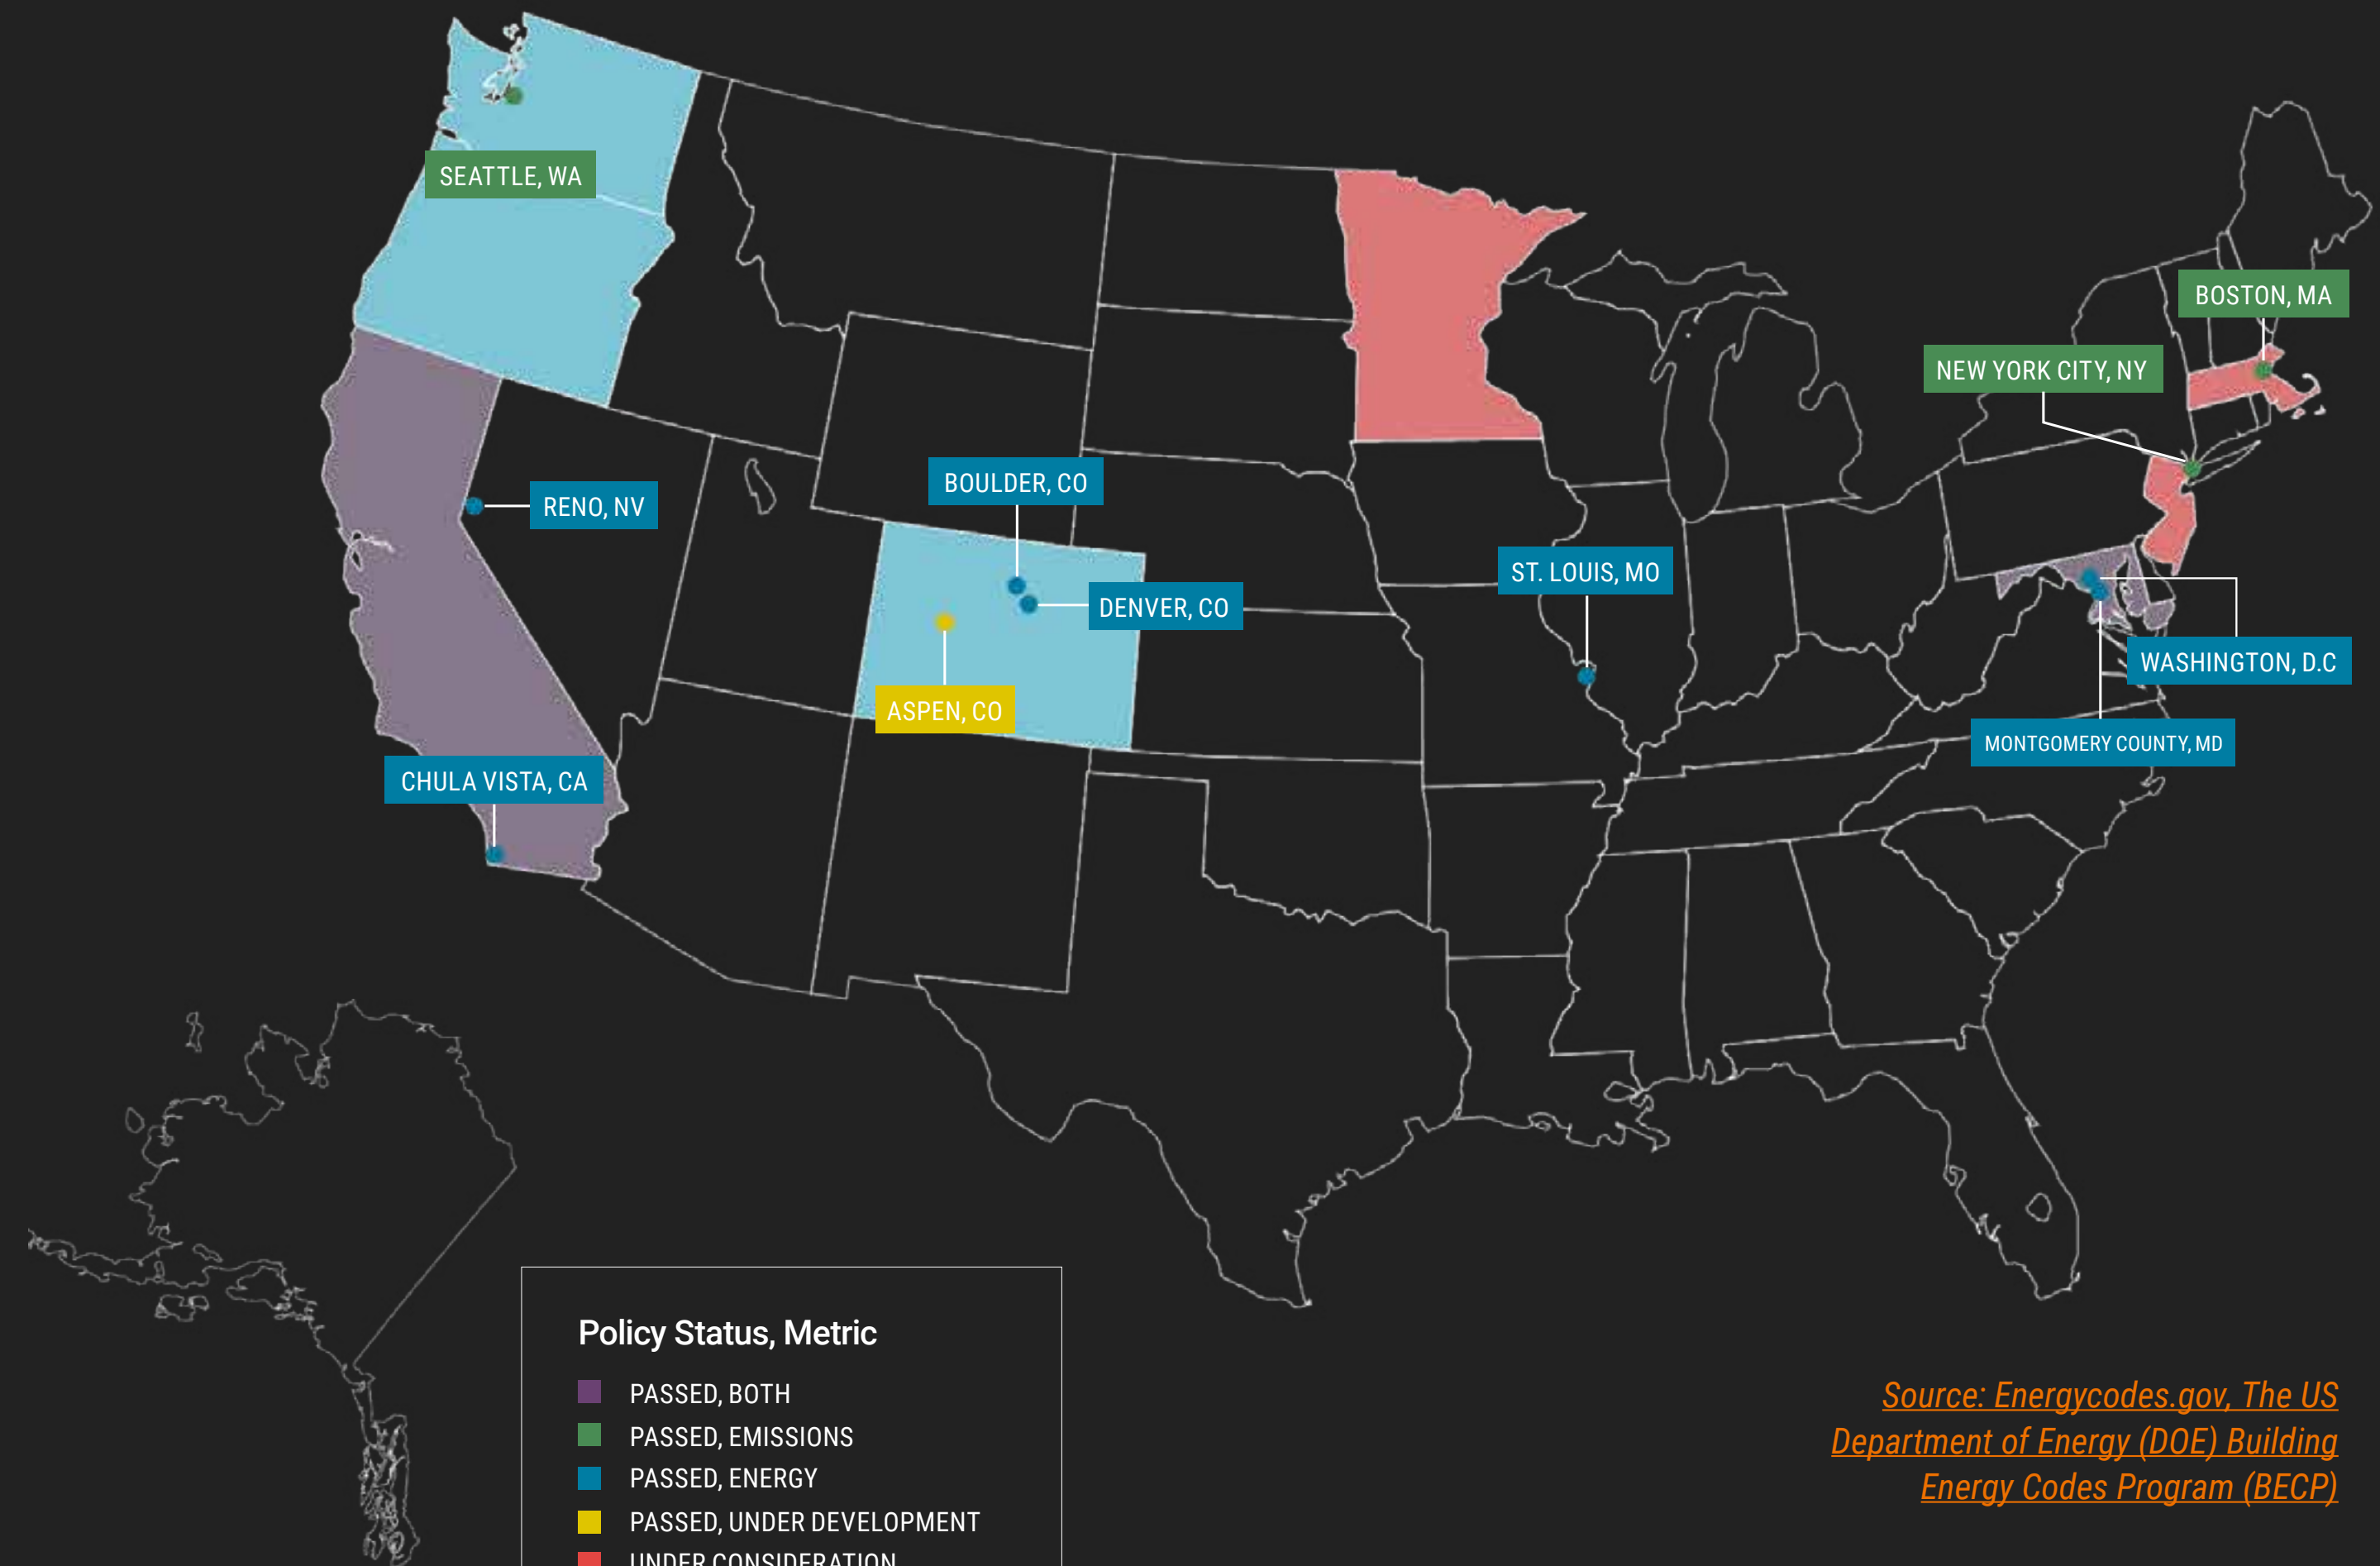 SEATTLE, WA
BOSTON, MA
NEW YORK CITY, NY
BOULDER, CO
RENO, NV
ST. LOUIS, MO
DENVER, CO
WASHINGTON, D.C
ASPEN, CO
MONTGOMERY COUNTY, MD
CHULA VISTA, CA
Policy Status, Metric
PASSED, BOTH
PASSED, EMISSIONS
PASSED, ENERGY
PASSED, UNDER DEVELOPMENT
UNDER CONSIDERATION
Source: Energycodes.gov, The US
Department of Energy (DOE) Building
Energy Codes Program (BECP)